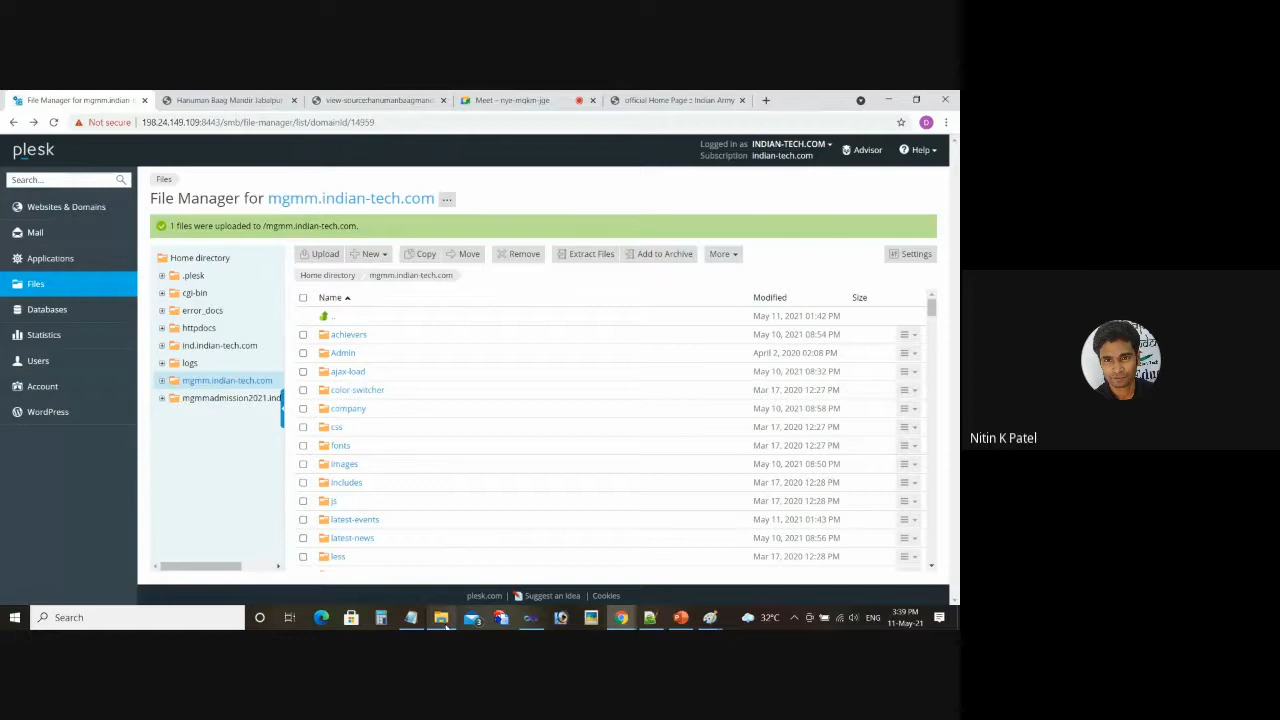 File Manager for mgmm.indian-t
Hanuman Baag Mandir Jabalpur
view-source:hanumanbaagmand
Meet – nye-mqkm-jge
official Home Page :: Indian Army
Not secure 198.24.149.109:8443/smb/file-manager/list/domainId/14959
D
plesk
Logged in as INDIAN-TECH.COM
Subscription indian-tech.com
Advisor
Help
Search...
Websites & Domains
Mail
Applications
Files
Databases
Statistics
Users
Account
WordPress
Files
File Manager for mgmm.indian-tech.com ...
1 files were uploaded to /mgmm.indian-tech.com.
Home directory
.plesk
cgi-bin
error_docs
httpdocs
ind.indian-tech.com
logs
mgmm.indian-tech.com
mgmmadmission2021.ind
Upload New Copy Move Remove Extract Files Add to Archive More Settings
Home directory mgmm.indian-tech.com
Name Modified Size
.. May 11, 2021 01:42 PM
achievers May 10, 2021 08:54 PM
Admin April 2, 2020 02:08 PM
ajax-load May 10, 2021 08:32 PM
color-switcher Mar 17, 2020 12:27 PM
company May 10, 2021 08:58 PM
css Mar 17, 2020 12:27 PM
fonts Mar 17, 2020 12:27 PM
images May 10, 2021 08:50 PM
includes Mar 17, 2020 12:28 PM
js Mar 17, 2020 12:28 PM
latest-events May 11, 2021 01:43 PM
latest-news May 10, 2021 08:56 PM
less Mar 17, 2020 12:28 PM
plesk.com | Suggest an Idea | Cookies
Search
3
32°C
ENG
3:39 PM
11-May-21
Nitin K Patel